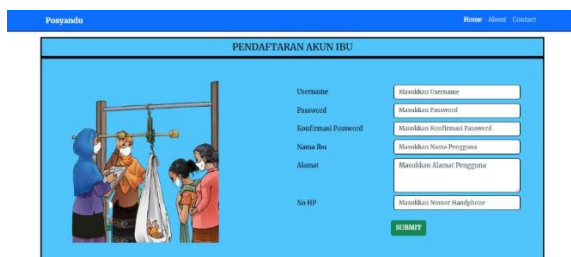 Posyandu
Home About Contact
PENDAFTARAN AKUN IBU
Username Masukkan Username
Password Masukkan Password
Konfirmasi Password Masukkan Konfirmasi Password
Nama Ibu Masukkan Nama Pengguna
Alamat Masukkan Alamat Pengguna
No HP Masukkan Nomor Handphone
SUBMIT